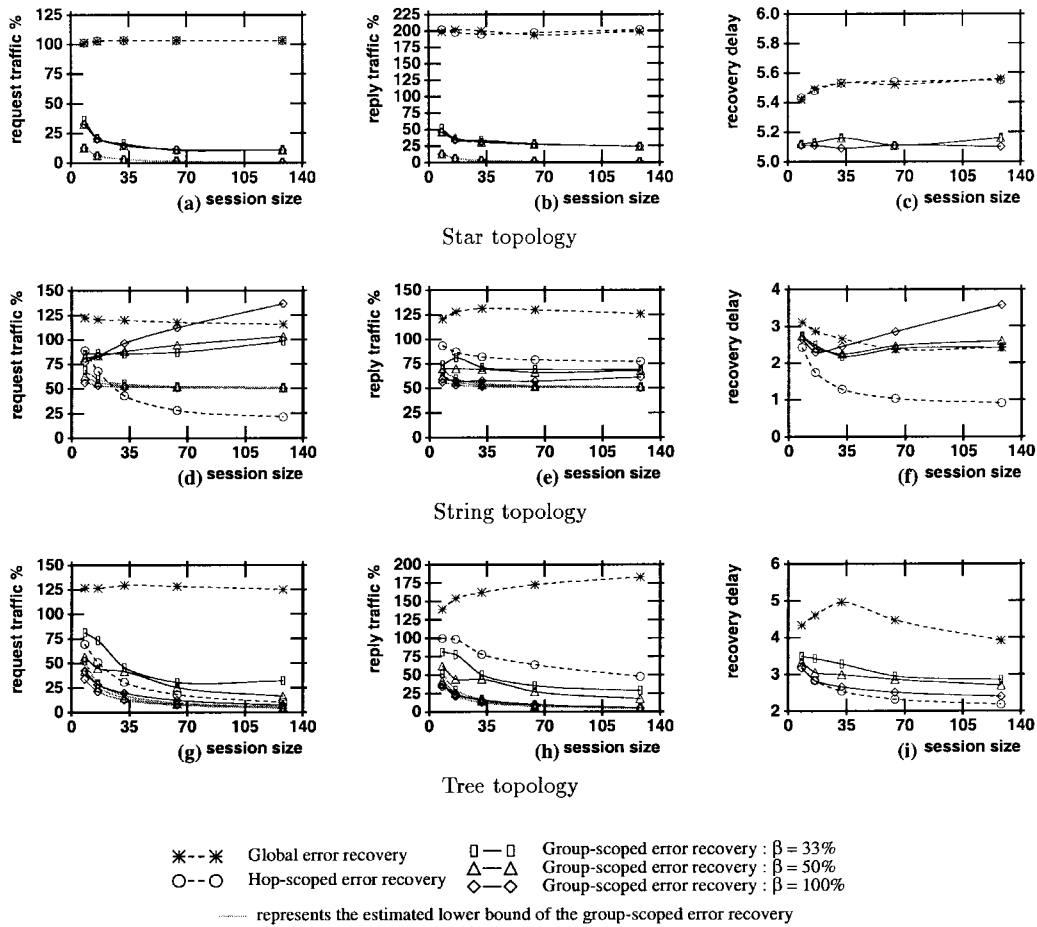 request traffic %
125
100
75
50
25
0
0 35 70 105 140
(a) session size
reply traffic %
225
200
175
150
125
100
75
50
25
0
0 35 70 105 140
(b) session size
recovery delay
6.0
5.8
5.6
5.4
5.2
5.0
0 35 70 105 140
(c) session size
Star topology
request traffic %
150
125
100
75
50
25
0
0 35 70 105 140
(d) session size
reply traffic %
150
125
100
75
50
25
0
0 35 70 105 140
(e) session size
recovery delay
4
3
2
1
0
0 35 70 105 140
(f) session size
String topology
request traffic %
150
125
100
75
50
25
0
0 35 70 105 140
(g) session size
reply traffic %
200
175
150
125
100
75
50
25
0
0 35 70 105 140
(h) session size
recovery delay
6
5
4
3
2
0 35 70 105 140
(i) session size
Tree topology
Global error recovery
Hop-scoped error recovery
Group-scoped error recovery : β = 33%
Group-scoped error recovery : β = 50%
Group-scoped error recovery : β = 100%
represents the estimated lower bound of the group-scoped error recovery